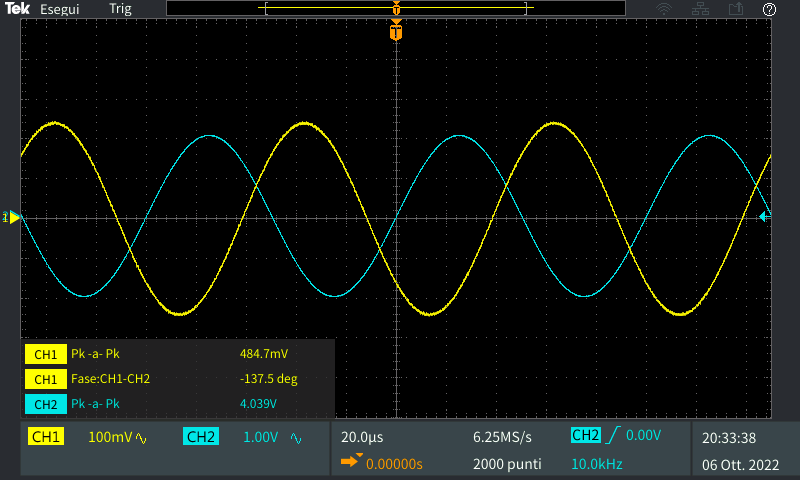 Tek Esegui Trig ?
T
T
CH1 Pk -a- Pk 484.7mV
CH1 Fase:CH1-CH2 -137.5 deg
CH2 Pk -a- Pk 4.039V
CH1 100mV CH2 1.00V 20.0µs 6.25MS/s CH2 0.00V 20:33:38
0.00000s 2000 punti 10.0kHz 06 Ott. 2022